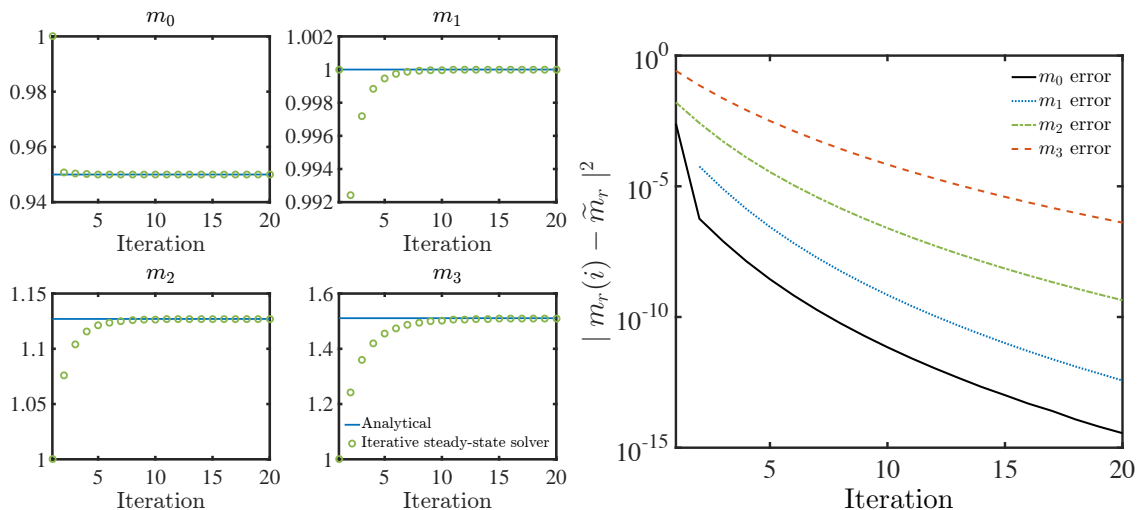 m₀
1
0.98
0.96
0.94
5 10 15 20
Iteration
m₁
1.002
1
0.998
0.996
0.994
0.992
5 10 15 20
Iteration
m₂
1.15
1.1
1.05
1
5 10 15 20
Iteration
m₃
1.6
1.4
1.2
1
Analytical
Iterative steady-state solver
5 10 15 20
Iteration
| mᵣ(i) − m̃ᵣ |²
10⁰
10⁻⁵
10⁻¹⁰
10⁻¹⁵
m₀ error
m₁ error
m₂ error
m₃ error
5 10 15 20
Iteration